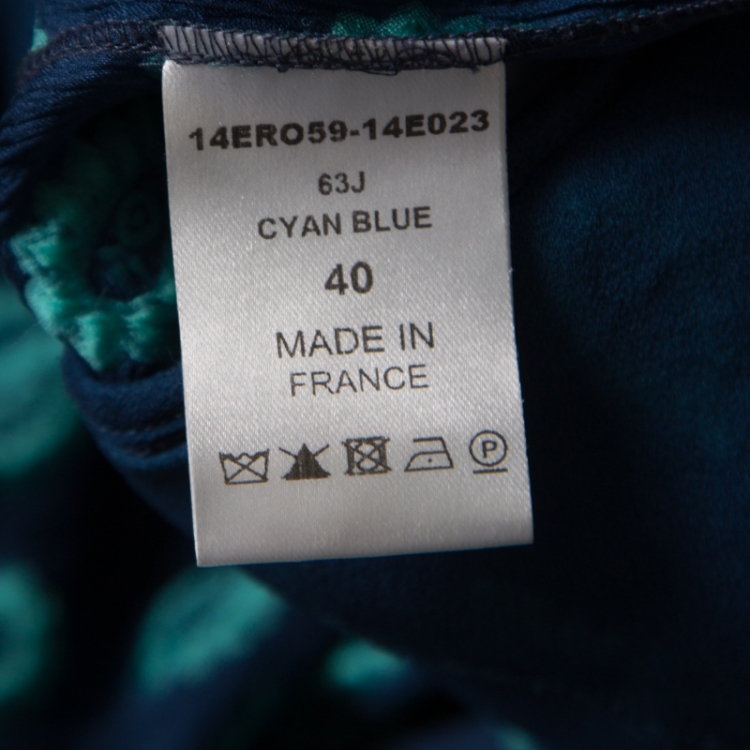 14ERO59-14E023
63J
CYAN BLUE
40
MADE IN
FRANCE
P